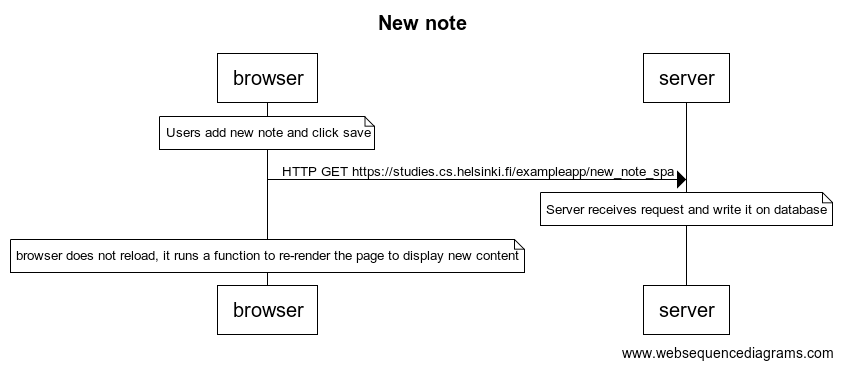 New note
browser
server
Users add new note and click save
HTTP GET https://studies.cs.helsinki.fi/exampleapp/new_note_spa
Server receives request and write it on database
browser does not reload, it runs a function to re-render the page to display new content
browser
server
www.websequencediagrams.com